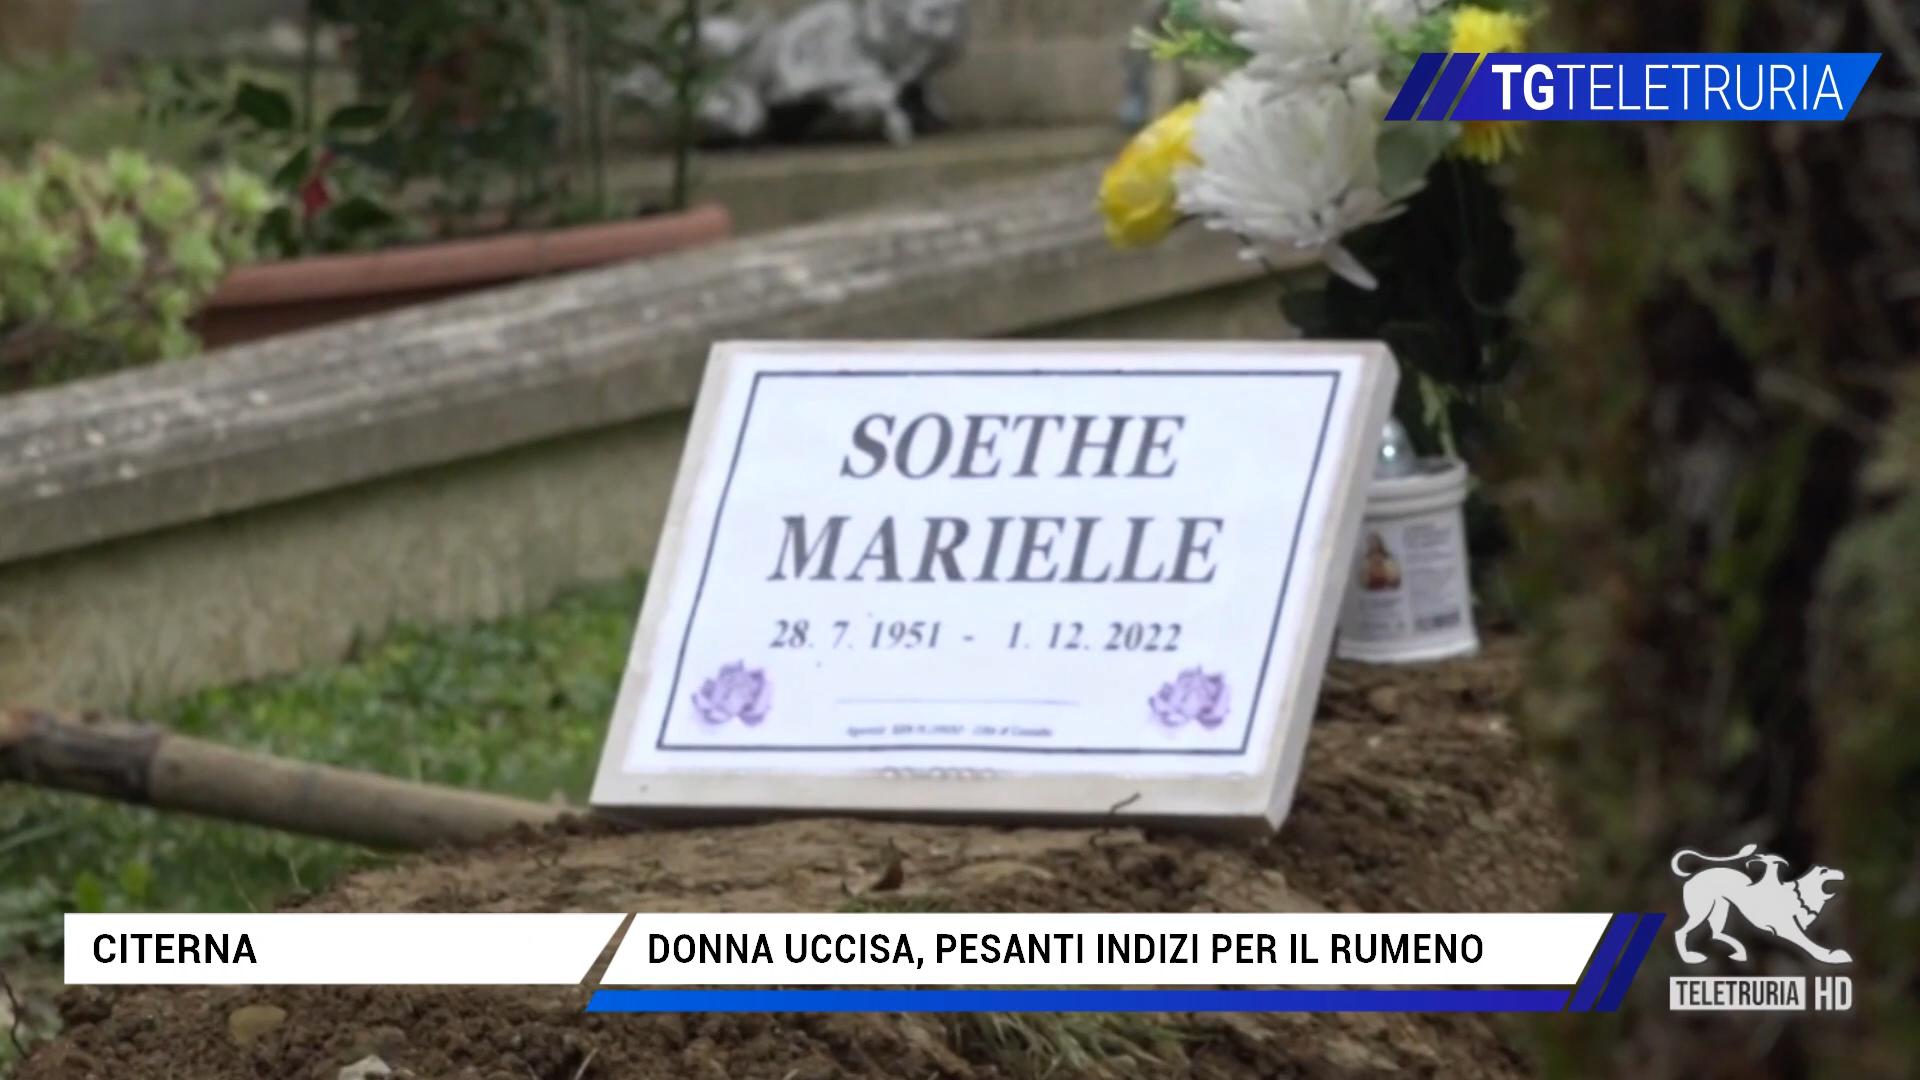 TGTELETRURIA
SOETHE
MARIELLE
28. 7. 1951 - 1. 12. 2022
CITERNA
DONNA UCCISA, PESANTI INDIZI PER IL RUMENO
TELETRURIA HD